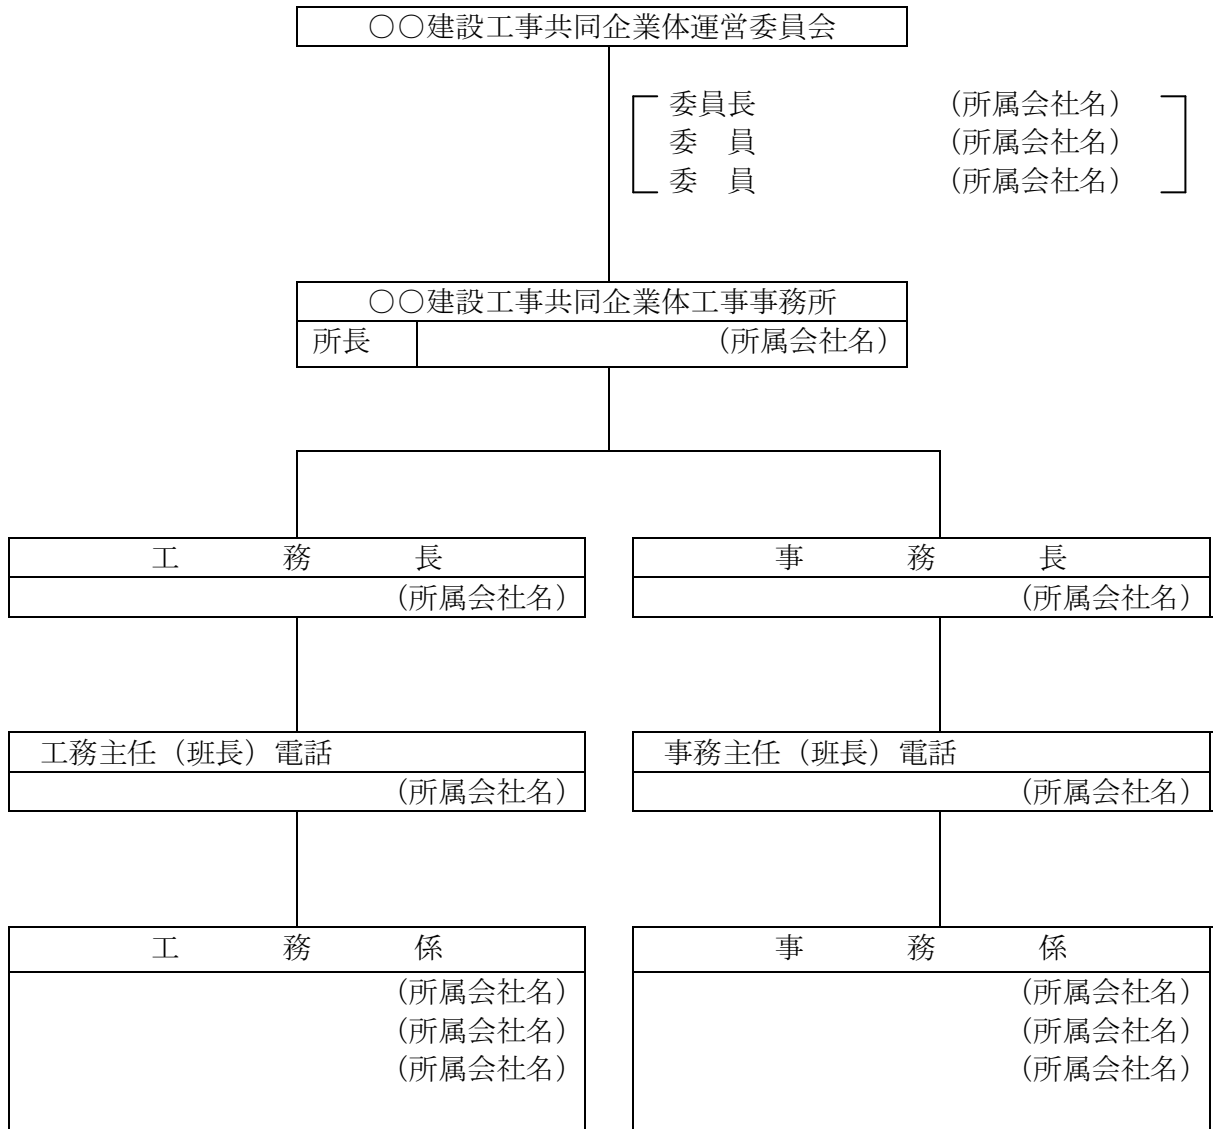 ○○建設工事共同企業体運営委員会
委員長 (所属会社名)
委　員 (所属会社名)
委　員 (所属会社名)
○○建設工事共同企業体工事事務所
所長 (所属会社名)
工　務　長
(所属会社名)
事　務　長
(所属会社名)
工務主任（班長）電話
(所属会社名)
事務主任（班長）電話
(所属会社名)
工　務　係
(所属会社名)
(所属会社名)
(所属会社名)
事　務　係
(所属会社名)
(所属会社名)
(所属会社名)